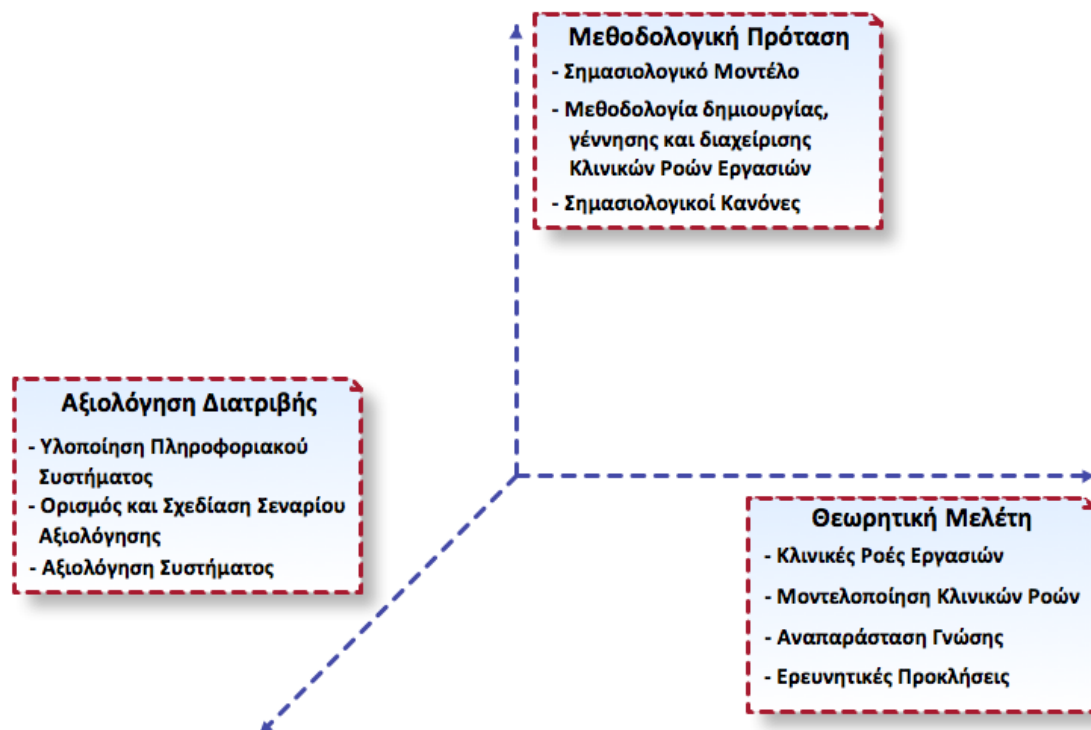 Μεθοδολογική Πρόταση
- Σημασιολογικό Μοντέλο
- Μεθοδολογία δημιουργίας,
γέννησης και διαχείρισης
Κλινικών Ροών Εργασιών
- Σημασιολογικοί Κανόνες
Αξιολόγηση Διατριβής
- Υλοποίηση Πληροφοριακού
Συστήματος
- Ορισμός και Σχεδίαση Σεναρίου
Αξιολόγησης
- Αξιολόγηση Συστήματος
Θεωρητική Μελέτη
- Κλινικές Ροές Εργασιών
- Μοντελοποίηση Κλινικών Ροών
- Αναπαράσταση Γνώσης
- Ερευνητικές Προκλήσεις